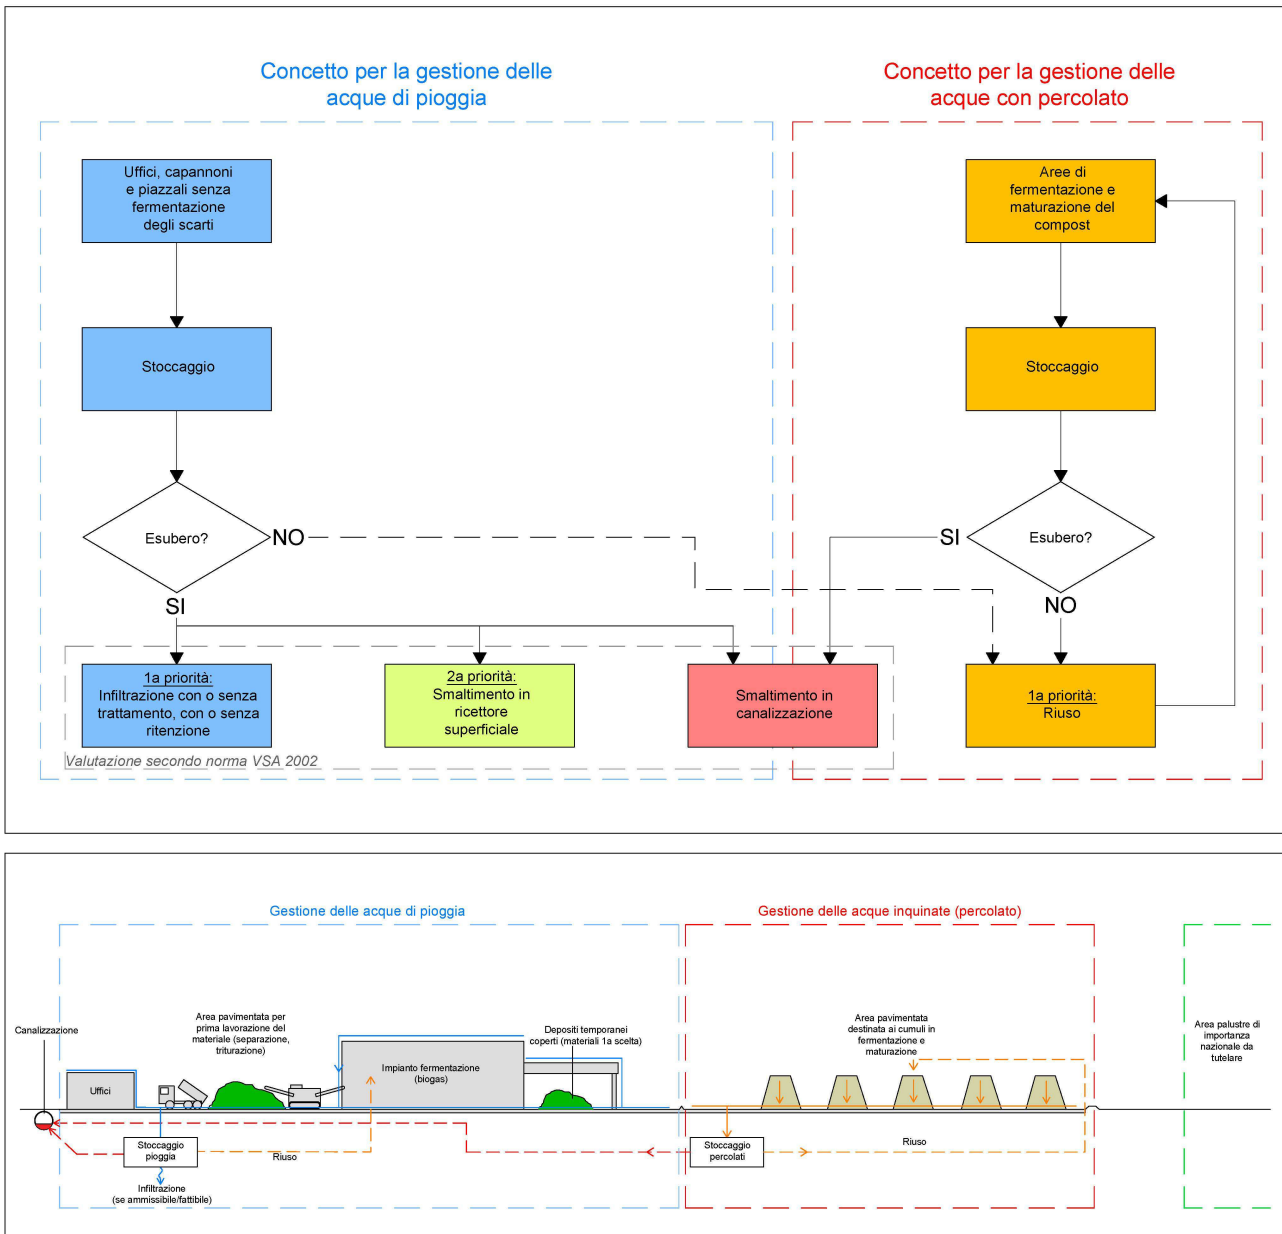 Concetto per la gestione delle
acque di pioggia
Concetto per la gestione delle
acque con percolato
Uffici, capannoni
e piazzali senza
fermentazione
degli scarti
Aree di
fermentazione e
maturazione del
compost
Stoccaggio
Stoccaggio
Esubero?
NO
SI
Esubero?
SI
NO
1a priorità:
Infiltrazione con o senza
trattamento, con o senza
ritenzione
2a priorità:
Smaltimento in
ricettore
superficiale
Smaltimento in
canalizzazione
1a priorità:
Riuso
Valutazione secondo norma VSA 2002
Gestione delle acque di pioggia
Gestione delle acque inquinate (percolato)
Canalizzazione
Area pavimentata per
prima lavorazione del
materiale (separazione,
triturazione)
Depositi temporanei
coperti (materiali 1a scelta)
Area pavimentata
destinata ai cumuli in
fermentazione e
maturazione
Area palustre di
importanza
nazionale da
tutelare
Uffici
Impianto fermentazione
(biogas)
Stoccaggio
pioggia
Riuso
Stoccaggio
percolati
Riuso
Infiltrazione
(se ammissibile/fattibile)